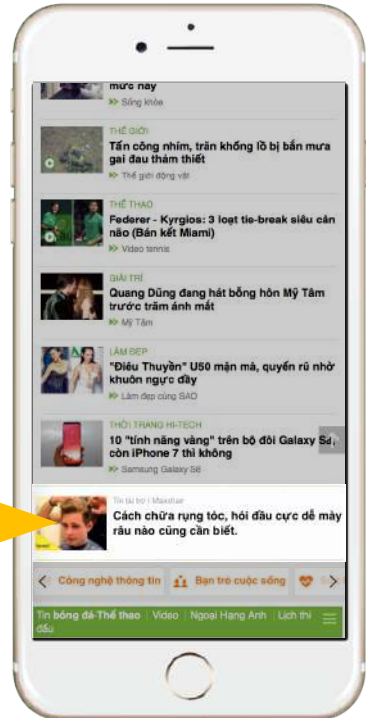 mức này
Sống khỏe
THẾ GIỚI
Tấn công nhím, trăn khổng lồ bị bắn mưa
gai đau thảm thiết
Thế giới động vật
THỂ THAO
Federer - Kyrgios: 3 loạt tie-break siêu cân
não (Bán kết Miami)
Video tennis
GIẢI TRÍ
Quang Dũng đang hát bỗng hôn Mỹ Tâm
trước trăm ánh mắt
Mỹ Tâm
LÀM ĐẸP
"Điêu Thuyền" U50 mặn mà, quyến rũ nhờ
khuôn ngực đầy
Làm đẹp cùng SAO
THỜI TRANG HI-TECH
10 "tính năng vàng" trên bộ đôi Galaxy S8,
còn iPhone 7 thì không
Samsung Galaxy S8
Tin tài trợ | Maxxhair
Cách chữa rụng tóc, hói đầu cực dễ mày
râu nào cũng cần biết.
Công nghệ thông tin Bạn trẻ cuộc sống
Tin bóng đá-Thể thao | Video | Ngoại Hạng Anh | Lịch thi
đấu